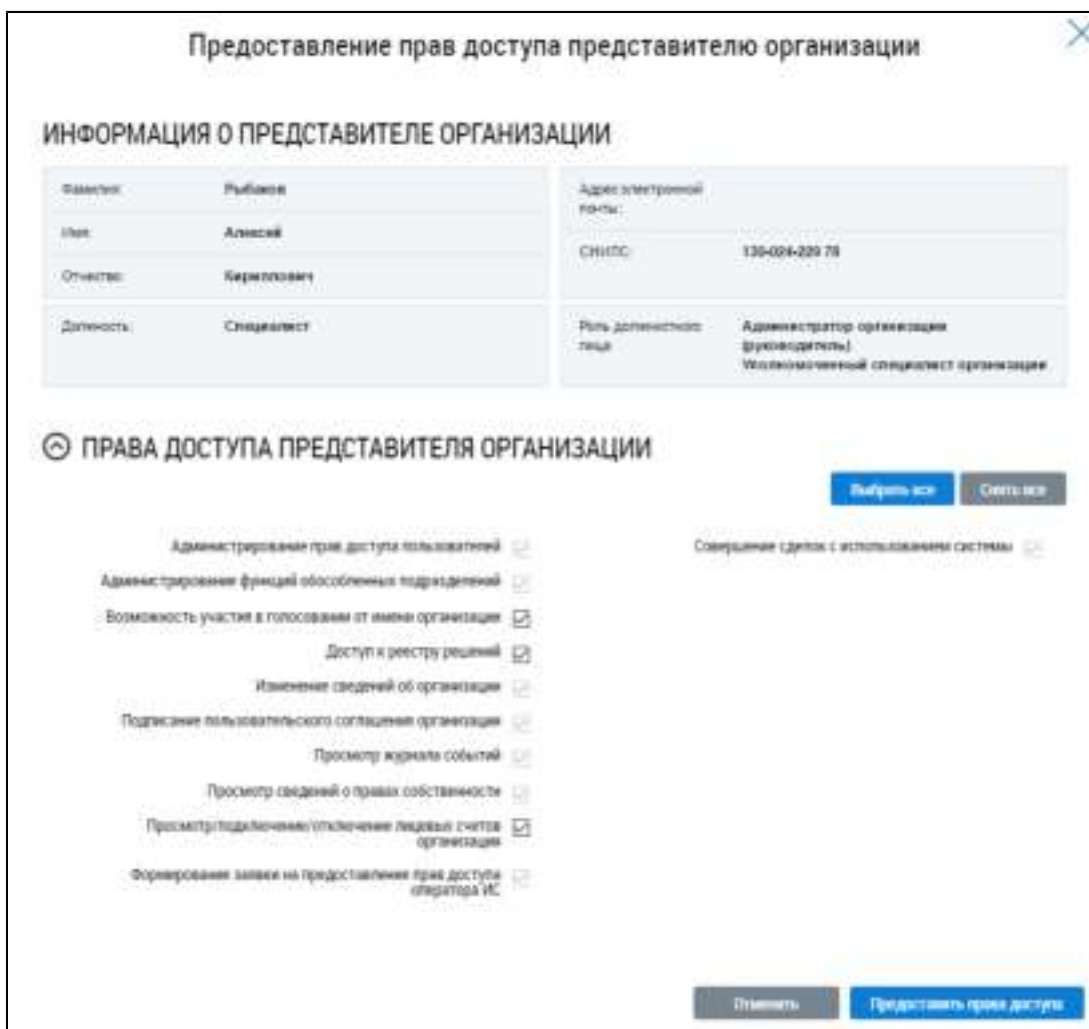 Предоставление прав доступа представителю организации
ИНФОРМАЦИЯ О ПРЕДСТАВИТЕЛЕ ОРГАНИЗАЦИИ
Фамилия: Рыбаков
Имя: Алексей
Отчество: Кириллович
Адрес электронной
почты:
СНИЛС: 139-024-229 78
Должность: Специалист
Роль должностного
лица
Администратор организации
(руководитель)
Уполномоченный специалист организации
ПРАВА ДОСТУПА ПРЕДСТАВИТЕЛЯ ОРГАНИЗАЦИИ
Выбрать все Снять все
Администрирование прав доступа пользователей
Администрирование функций обособленных подразделений
Возможность участия в голосовании от имени организации
Доступ к реестру решений
Изменение сведений об организации
Подписание пользовательского соглашения организации
Просмотр журнала событий
Просмотр сведений о правах собственности
Просмотр/подключение/отключение лицевых счетов
организации
Формирование заявки на предоставление прав доступа
оператора ИС
Совершение сделок с использованием системы
Отменить Предоставить права доступа